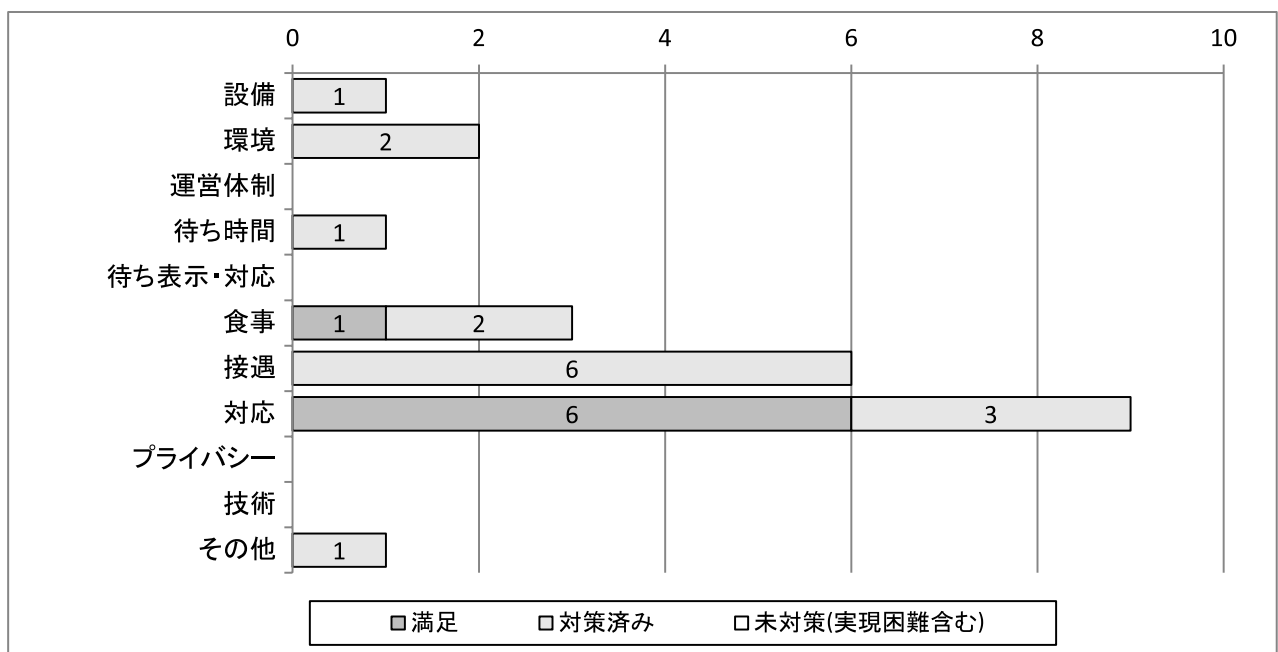 0 2 4 6 8 10
設備 1
環境 2
運営体制
待ち時間 1
待ち表示・対応
食事 1 2
接遇 6
対応 6 3
プライバシー
技術
その他 1
満足 対策済み 未対策(実現困難含む)